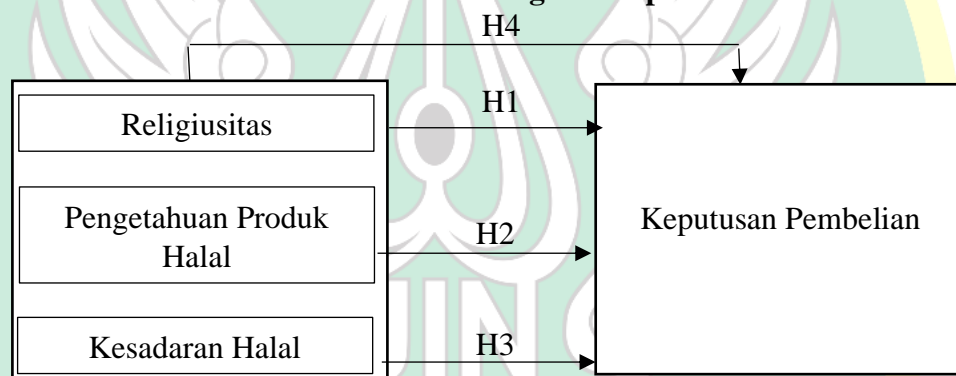 H4
H1
Religiusitas
Pengetahuan Produk
Halal
H2
Keputusan Pembelian
Kesadaran Halal
H3